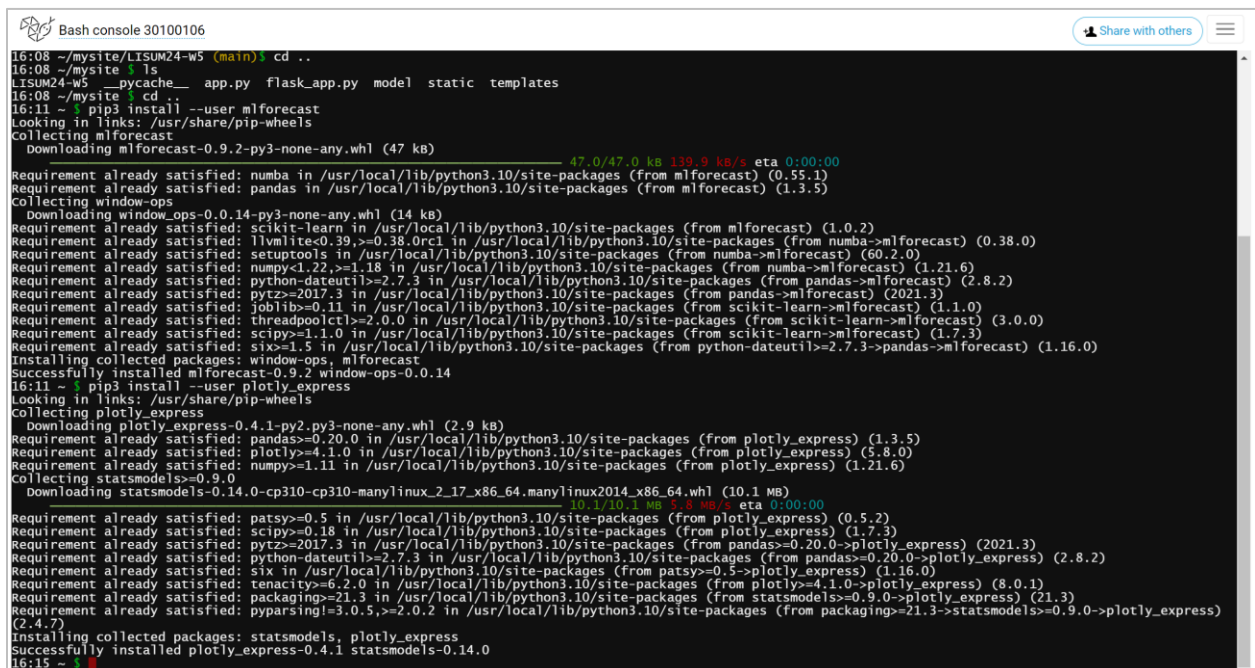 Bash console 30100106
Share with others
16:08 ~/mysite/LISUM24-W5 (main)$ cd ..
16:08 ~/mysite $ ls
LISUM24-W5  __pycache__  app.py  flask_app.py  model  static  templates
16:08 ~/mysite $ cd ..
16:11 ~ $ pip3 install --user mlforecast
Looking in links: /usr/share/pip-wheels
Collecting mlforecast
  Downloading mlforecast-0.9.2-py3-none-any.whl (47 kB)
47.0/47.0 kB 139.9 kB/s eta 0:00:00
Requirement already satisfied: numba in /usr/local/lib/python3.10/site-packages (from mlforecast) (0.55.1)
Requirement already satisfied: pandas in /usr/local/lib/python3.10/site-packages (from mlforecast) (1.3.5)
Collecting window-ops
  Downloading window_ops-0.0.14-py3-none-any.whl (14 kB)
Requirement already satisfied: scikit-learn in /usr/local/lib/python3.10/site-packages (from mlforecast) (1.0.2)
Requirement already satisfied: llvmlite<0.39,>=0.38.0rc1 in /usr/local/lib/python3.10/site-packages (from numba->mlforecast) (0.38.0)
Requirement already satisfied: setuptools in /usr/local/lib/python3.10/site-packages (from numba->mlforecast) (60.2.0)
Requirement already satisfied: numpy<1.22,>=1.18 in /usr/local/lib/python3.10/site-packages (from numba->mlforecast) (1.21.6)
Requirement already satisfied: python-dateutil>=2.7.3 in /usr/local/lib/python3.10/site-packages (from pandas->mlforecast) (2.8.2)
Requirement already satisfied: pytz>=2017.3 in /usr/local/lib/python3.10/site-packages (from pandas->mlforecast) (2021.3)
Requirement already satisfied: joblib>=0.11 in /usr/local/lib/python3.10/site-packages (from scikit-learn->mlforecast) (1.1.0)
Requirement already satisfied: threadpoolctl>=2.0.0 in /usr/local/lib/python3.10/site-packages (from scikit-learn->mlforecast) (3.0.0)
Requirement already satisfied: scipy>=1.1.0 in /usr/local/lib/python3.10/site-packages (from scikit-learn->mlforecast) (1.7.3)
Requirement already satisfied: six>=1.5 in /usr/local/lib/python3.10/site-packages (from python-dateutil>=2.7.3->pandas->mlforecast) (1.16.0)
Installing collected packages: window-ops, mlforecast
Successfully installed mlforecast-0.9.2 window-ops-0.0.14
16:11 ~ $ pip3 install --user plotly_express
Looking in links: /usr/share/pip-wheels
Collecting plotly_express
  Downloading plotly_express-0.4.1-py2.py3-none-any.whl (2.9 kB)
Requirement already satisfied: pandas>=0.20.0 in /usr/local/lib/python3.10/site-packages (from plotly_express) (1.3.5)
Requirement already satisfied: plotly>=4.1.0 in /usr/local/lib/python3.10/site-packages (from plotly_express) (5.8.0)
Requirement already satisfied: numpy>=1.11 in /usr/local/lib/python3.10/site-packages (from plotly_express) (1.21.6)
Collecting statsmodels>=0.9.0
  Downloading statsmodels-0.14.0-cp310-cp310-manylinux_2_17_x86_64.manylinux2014_x86_64.whl (10.1 MB)
10.1/10.1 MB 5.8 MB/s eta 0:00:00
Requirement already satisfied: patsy>=0.5 in /usr/local/lib/python3.10/site-packages (from plotly_express) (0.5.2)
Requirement already satisfied: scipy>=0.18 in /usr/local/lib/python3.10/site-packages (from plotly_express) (1.7.3)
Requirement already satisfied: pytz>=2017.3 in /usr/local/lib/python3.10/site-packages (from pandas>=0.20.0->plotly_express) (2021.3)
Requirement already satisfied: python-dateutil>=2.7.3 in /usr/local/lib/python3.10/site-packages (from pandas>=0.20.0->plotly_express) (2.8.2)
Requirement already satisfied: six in /usr/local/lib/python3.10/site-packages (from patsy>=0.5->plotly_express) (1.16.0)
Requirement already satisfied: tenacity>=6.2.0 in /usr/local/lib/python3.10/site-packages (from plotly>=4.1.0->plotly_express) (8.0.1)
Requirement already satisfied: packaging>=21.3 in /usr/local/lib/python3.10/site-packages (from statsmodels>=0.9.0->plotly_express) (21.3)
Requirement already satisfied: pyparsing!=3.0.5,>=2.0.2 in /usr/local/lib/python3.10/site-packages (from packaging>=21.3->statsmodels>=0.9.0->plotly_express)
(2.4.7)
Installing collected packages: statsmodels, plotly_express
Successfully installed plotly_express-0.4.1 statsmodels-0.14.0
16:15 ~ $